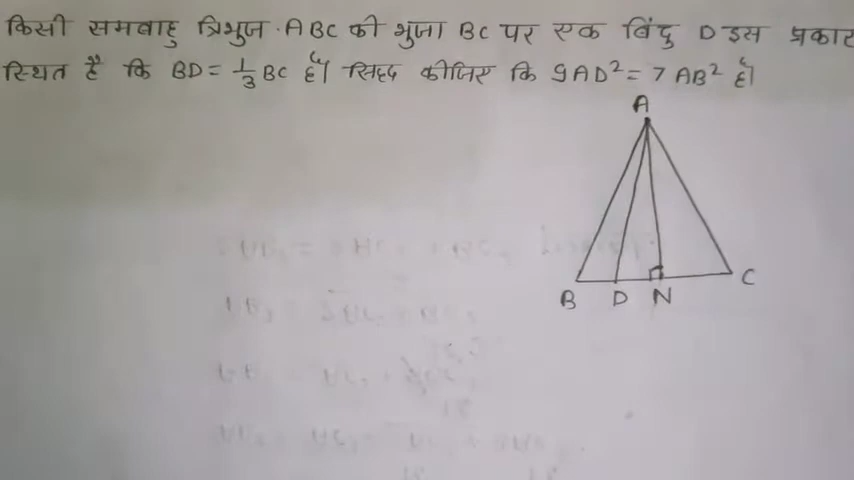 किसी समबाहु त्रिभुज ABC की भुजा BC पर एक बिंदु D इस प्रकार
स्थित है कि BD = 1/3 BC है। सिद्ध कीजिए कि 9AD² = 7AB² है।
A
B D N C